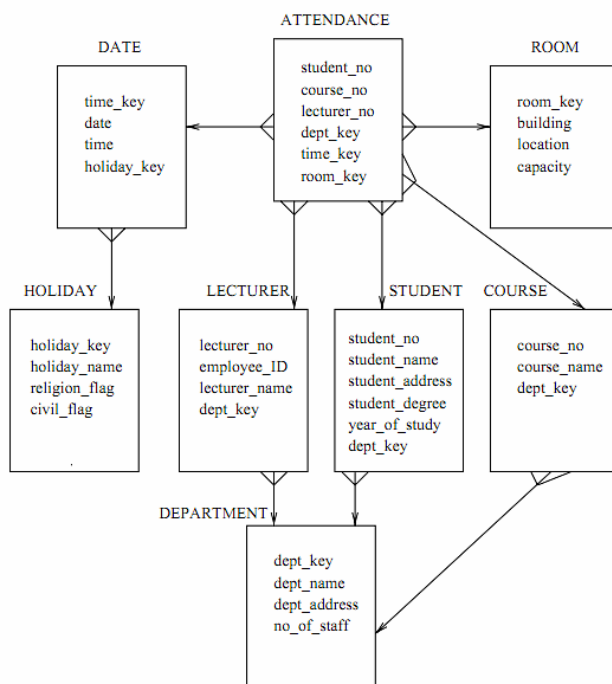 ATTENDANCE
student_no
course_no
lecturer_no
dept_key
time_key
room_key
DATE
time_key
date
time
holiday_key
ROOM
room_key
building
location
capacity
HOLIDAY
holiday_key
holiday_name
religion_flag
civil_flag
LECTURER
lecturer_no
employee_ID
lecturer_name
dept_key
STUDENT
student_no
student_name
student_address
student_degree
year_of_study
dept_key
COURSE
course_no
course_name
dept_key
DEPARTMENT
dept_key
dept_name
dept_address
no_of_staff